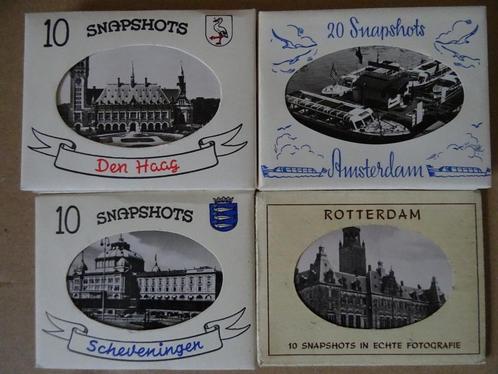 10 SNAPSHOTS
Den Haag
20 Snapshots
Amsterdam
10 SNAPSHOTS
Scheveningen
ROTTERDAM
10 SNAPSHOTS IN ECHTE FOTOGRAFIE